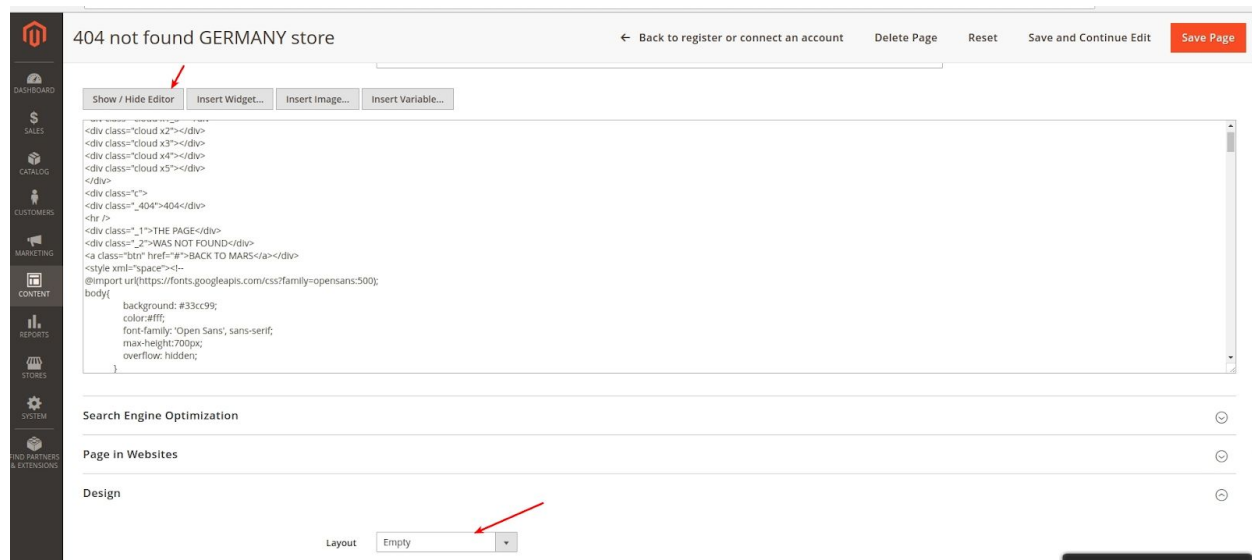 404 not found GERMANY store
← Back to register or connect an account
Delete Page
Reset
Save and Continue Edit
Save Page
DASHBOARD
SALES
CATALOG
CUSTOMERS
MARKETING
CONTENT
REPORTS
STORES
SYSTEM
FIND PARTNERS
& EXTENSIONS
Show / Hide Editor
Insert Widget...
Insert Image...
Insert Variable...
<div class="cloud x2"></div>
<div class="cloud x3"></div>
<div class="cloud x4"></div>
<div class="cloud x5"></div>
</div>
<div class="c">
<div class="_404">404</div>
<hr />
<div class="_1">THE PAGE</div>
<div class="_2">WAS NOT FOUND</div>
<a class="btn" href="#">BACK TO MARS</a></div>
<style xml="space"><!--
@import url(https://fonts.googleapis.com/css?family=opensans:500);
body{
background: #33cc99;
color:#fff;
font-family: 'Open Sans', sans-serif;
max-height:700px;
overflow: hidden;
}
Search Engine Optimization
Page in Websites
Design
Layout
Empty